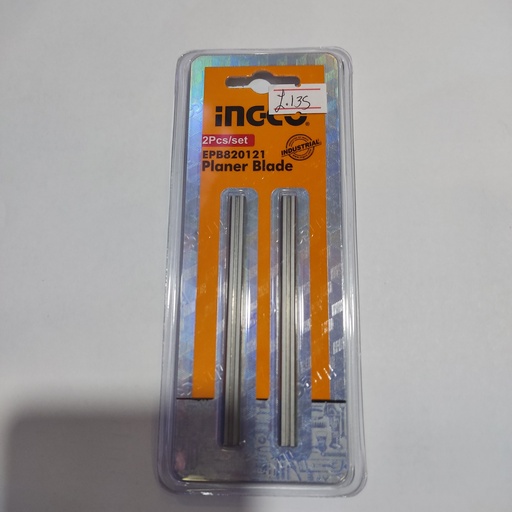 INGCO®
L.135
2Pcs/set
EPB820121
INDUSTRIAL
Planer Blade